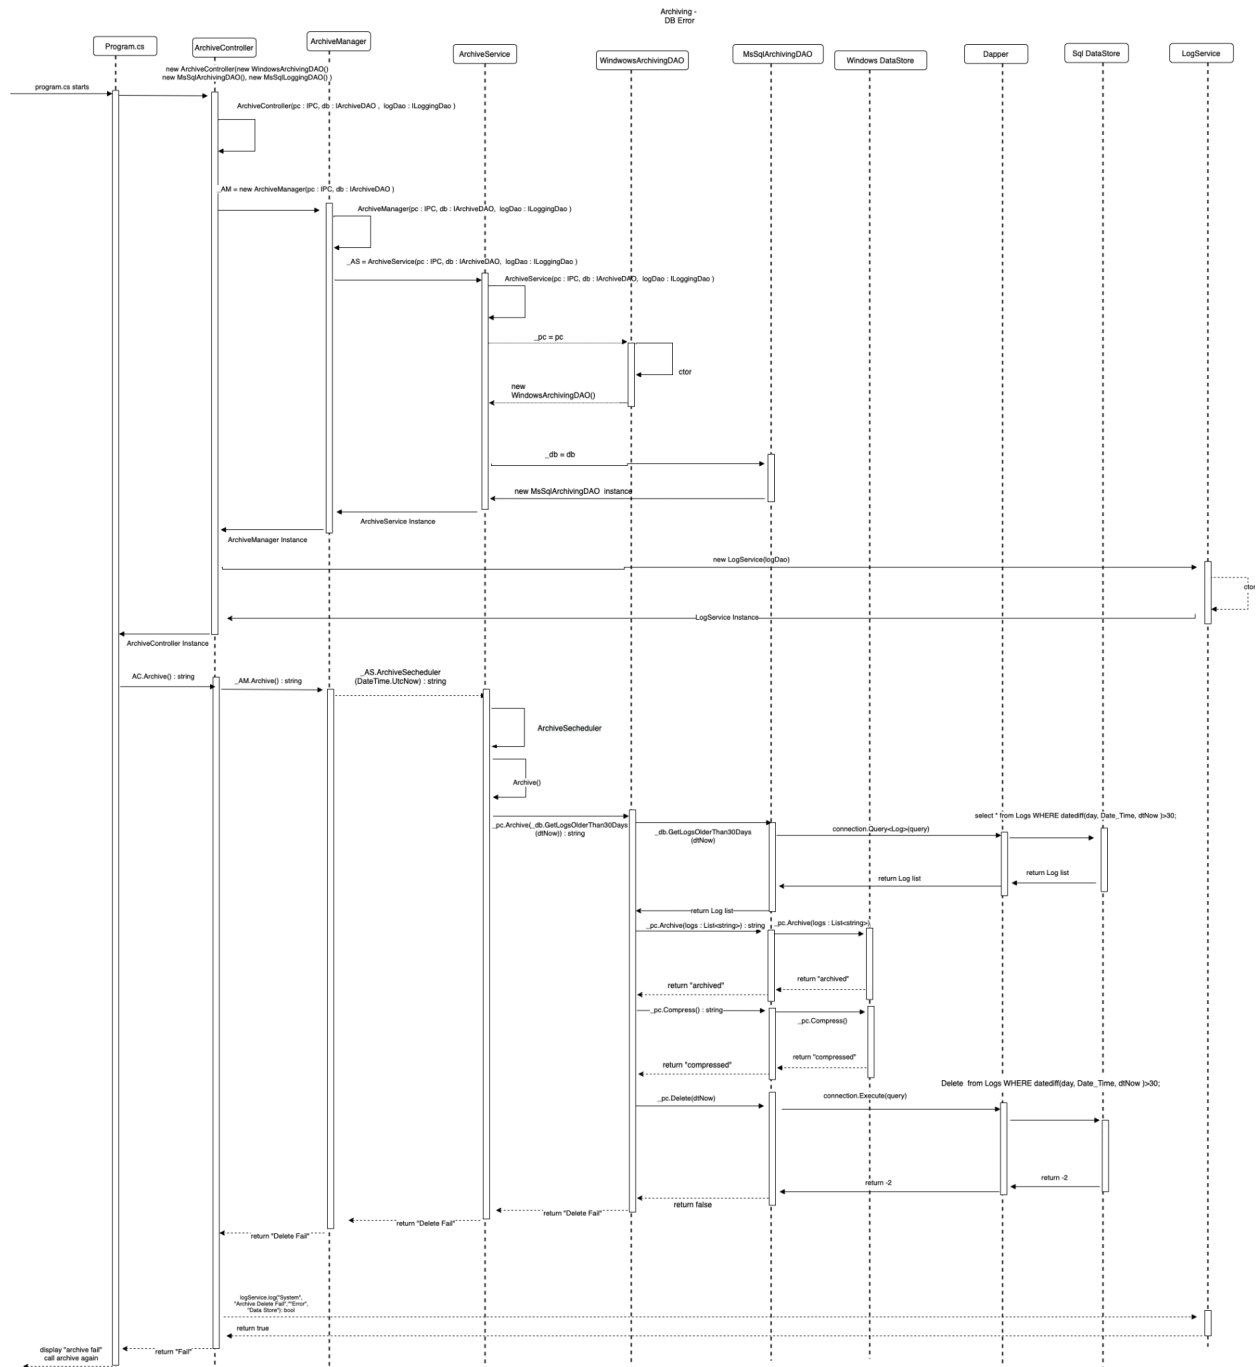 Archiving -
DB Error
Program.cs
ArchiveController
ArchiveManager
ArchiveService
WindwowsArchivingDAO
MsSqlArchivingDAO
Windows DataStore
Dapper
Sql DataStore
LogService
new ArchiveController(new WindowsArchivingDAO()
new MsSqlArchivingDAO(), new MsSqlLoggingDAO() )
program.cs starts
ArchiveController(pc : IPC, db : IArchiveDAO , logDao : ILoggingDao )
_AM = new ArchiveManager(pc : IPC, db : IArchiveDAO )
ArchiveManager(pc : IPC, db : IArchiveDAO, logDao : ILoggingDao )
_AS = ArchiveService(pc : IPC, db : IArchiveDAO, logDao : ILoggingDao )
ArchiveService(pc : IPC, db : IArchiveDAO, logDao : ILoggingDao )
_pc = pc
ctor
new
WindowsArchivingDAO()
_db = db
new MsSqlArchivingDAO instance
ArchiveService Instance
ArchiveManager Instance
new LogService(logDao)
ctor
LogService Instance
ArchiveController Instance
AC.Archive() : string
_AM.Archive() : string
_AS.ArchiveSecheduler
(DateTime.UtcNow) : string
ArchiveSecheduler
Archive()
_pc.Archive(_db.GetLogsOlderThan30Days
(dtNow)) : string
_db.GetLogsOlderThan30Days
(dtNow)
connection.Query<Log>(query)
select * from Logs WHERE datediff(day, Date_Time, dtNow )>30;
return Log list
return Log list
return Log list
_pc.Archive(logs : List<string>) : string
_pc.Archive(logs : List<string>)
return "archived"
return "archived"
_pc.Compress() : string
_pc.Compress()
return "compressed"
return "compressed"
Delete from Logs WHERE datediff(day, Date_Time, dtNow )>30;
_pc.Delete(dtNow)
connection.Execute(query)
return -2
return -2
return false
return "Delete Fail"
return "Delete Fail"
return "Delete Fail"
logService.log("System",
"Archive Delete Fail", "Error",
"Data Store"): bool
return true
return "Fail"
display "archive fail"
call archive again